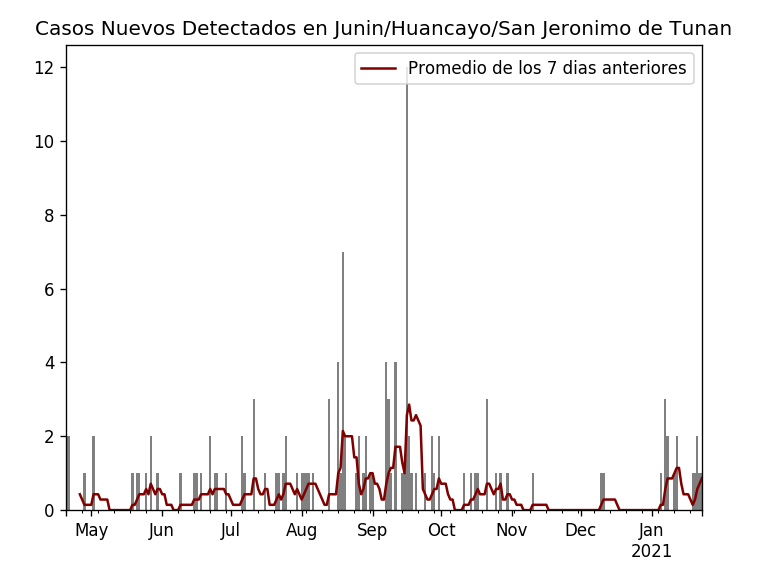 Casos Nuevos Detectados en Junin/Huancayo/San Jeronimo de Tunan
Promedio de los 7 dias anteriores
12
10
8
6
4
2
0
May Jun Jul Aug Sep Oct Nov Dec Jan
2021